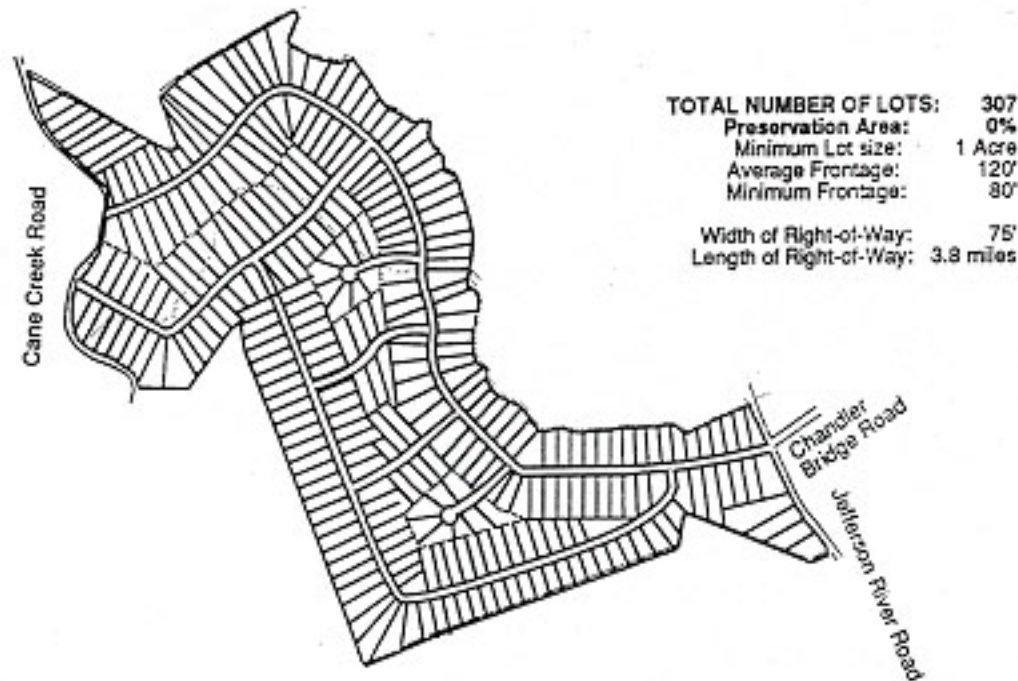 TOTAL NUMBER OF LOTS: 307
Preservation Area: 0%
Minimum Lot size: 1 Acre
Average Frontage: 120'
Minimum Frontage: 80'
Width of Right-of-Way: 75'
Length of Right-of-Way: 3.8 miles
Cane Creek Road
Chandler
Bridge Road
Jefferson River Road